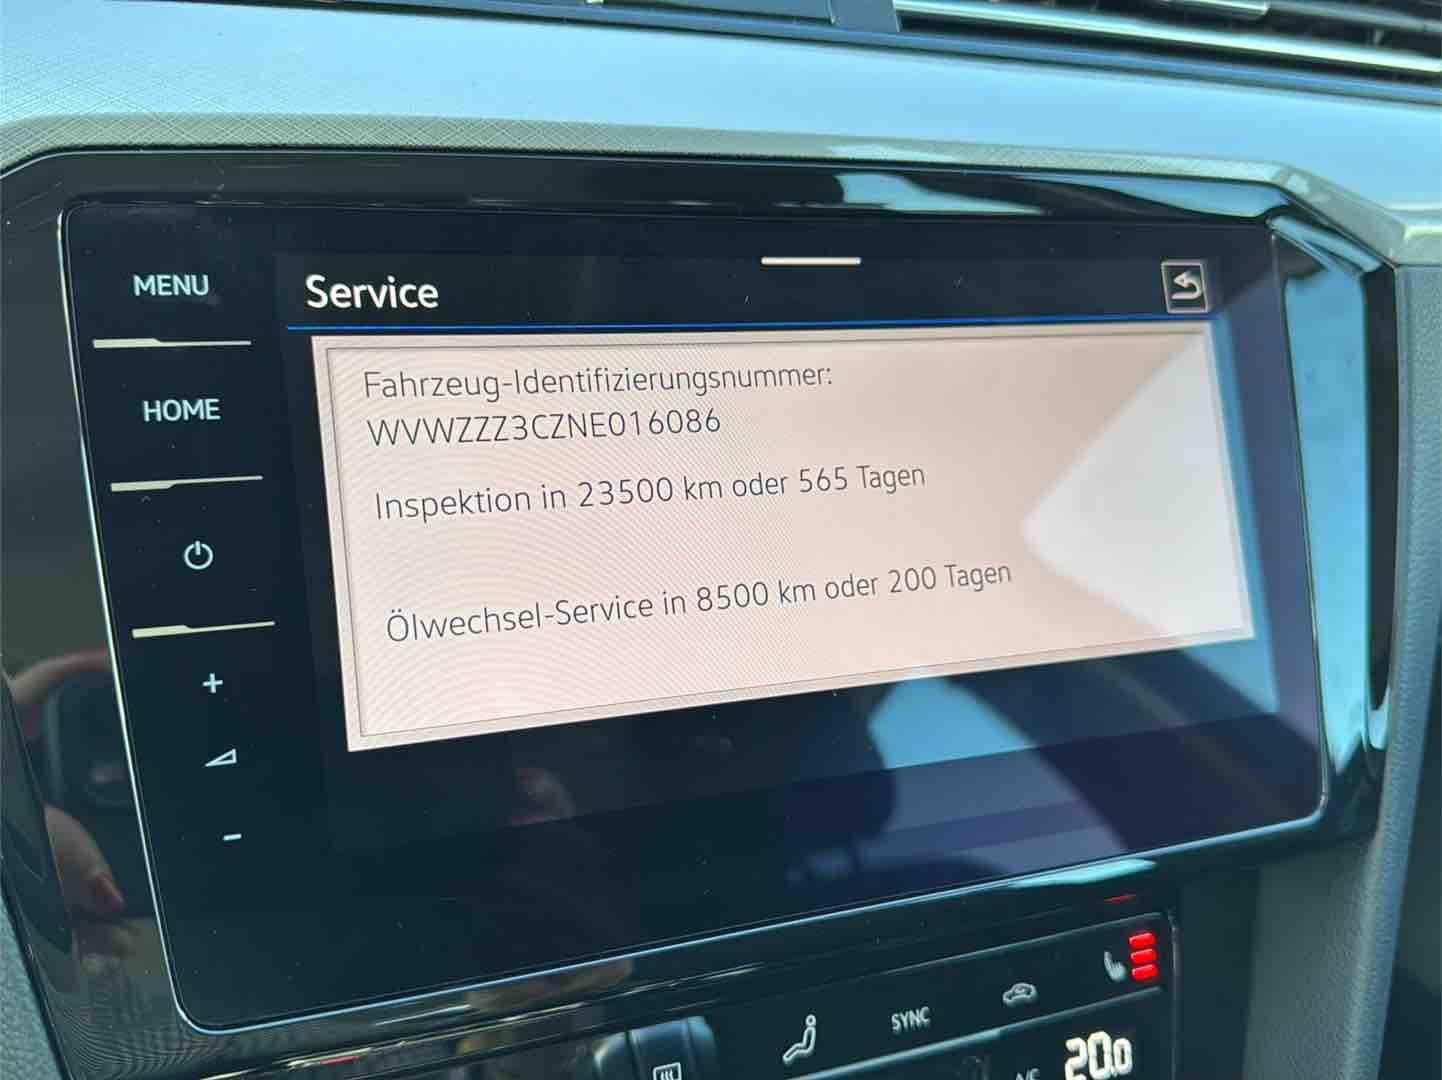 MENU
Service
Fahrzeug-Identifizierungsnummer:
WVWZZZ3CZNE016086
HOME
Inspektion in 23500 km oder 565 Tagen
Ölwechsel-Service in 8500 km oder 200 Tagen
+
-
SYNC
A/C
20.0